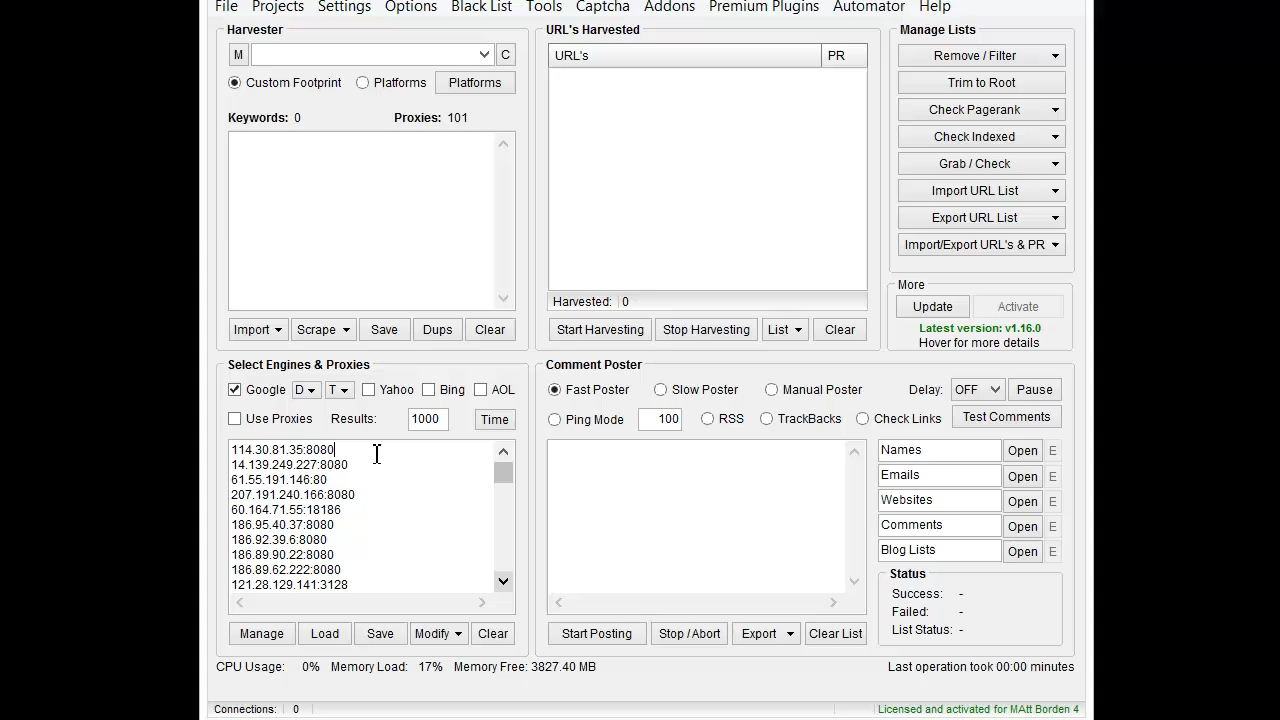 File Projects Settings Options Black List Tools Captcha Addons Premium Plugins Automator Help
Harvester
M C
Custom Footprint Platforms Platforms
Keywords: 0 Proxies: 101
Import Scrape Save Dups Clear
URL's Harvested
URL's PR
Harvested: 0
Start Harvesting Stop Harvesting List Clear
Manage Lists
Remove / Filter
Trim to Root
Check Pagerank
Check Indexed
Grab / Check
Import URL List
Export URL List
Import/Export URL's & PR
More
Update Activate
Latest version: v1.16.0
Hover for more details
Select Engines & Proxies
Google D T Yahoo Bing AOL
Use Proxies Results: 1000 Time
114.30.81.35:8080
14.139.249.227:8080
61.55.191.146:80
207.191.240.166:8080
60.164.71.55:18186
186.95.40.37:8080
186.92.39.6:8080
186.89.90.22:8080
186.89.62.222:8080
121.28.129.141:3128
Manage Load Save Modify Clear
Comment Poster
Fast Poster Slow Poster Manual Poster Delay: OFF Pause
Ping Mode 100 RSS TrackBacks Check Links Test Comments
Names Open E
Emails Open E
Websites Open E
Comments Open E
Blog Lists Open E
Status
Success: -
Failed: -
List Status: -
Start Posting Stop / Abort Export Clear List
CPU Usage: 0% Memory Load: 17% Memory Free: 3827.40 MB Last operation took 00:00 minutes
Connections: 0 Licensed and activated for MAtt Borden 4